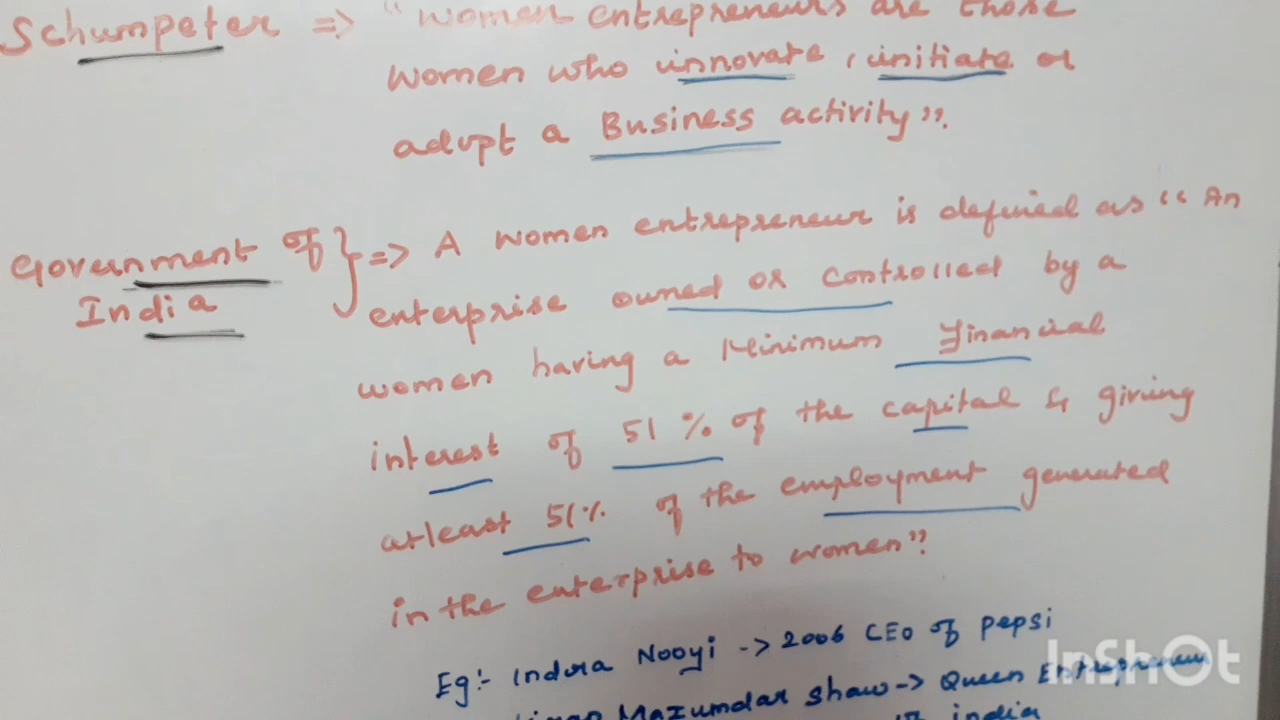 Schumpeter => "Women entrepreneurs are those
women who innovate, initiate or
adopt a Business activity".
Government of } => A women entrepreneur is defined as "An
India
enterprise owned or controlled by a
women having a Minimum Financial
interest of 51% of the capital & giving
atleast 51% of the employment generated
in the enterprise to women".
Eg:- Indra Nooyi -> 2006 CEO of pepsi
Mazumdar Shaw -> Queen Entrepreneur
india
InShOt